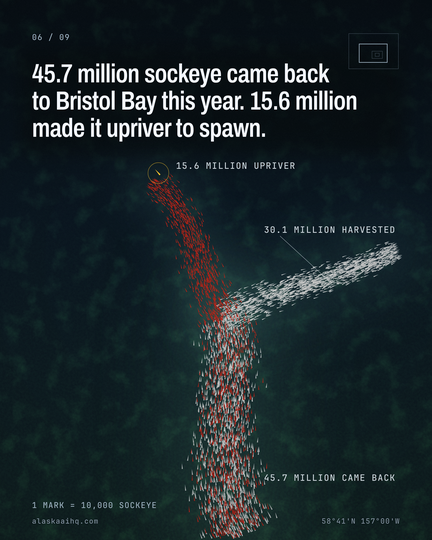 06 / 09
45.7 million sockeye came back
to Bristol Bay this year. 15.6 million
made it upriver to spawn.
15.6 MILLION UPRIVER
30.1 MILLION HARVESTED
45.7 MILLION CAME BACK
1 MARK = 10,000 SOCKEYE
alaskaaihq.com
58°41'N 157°00'W